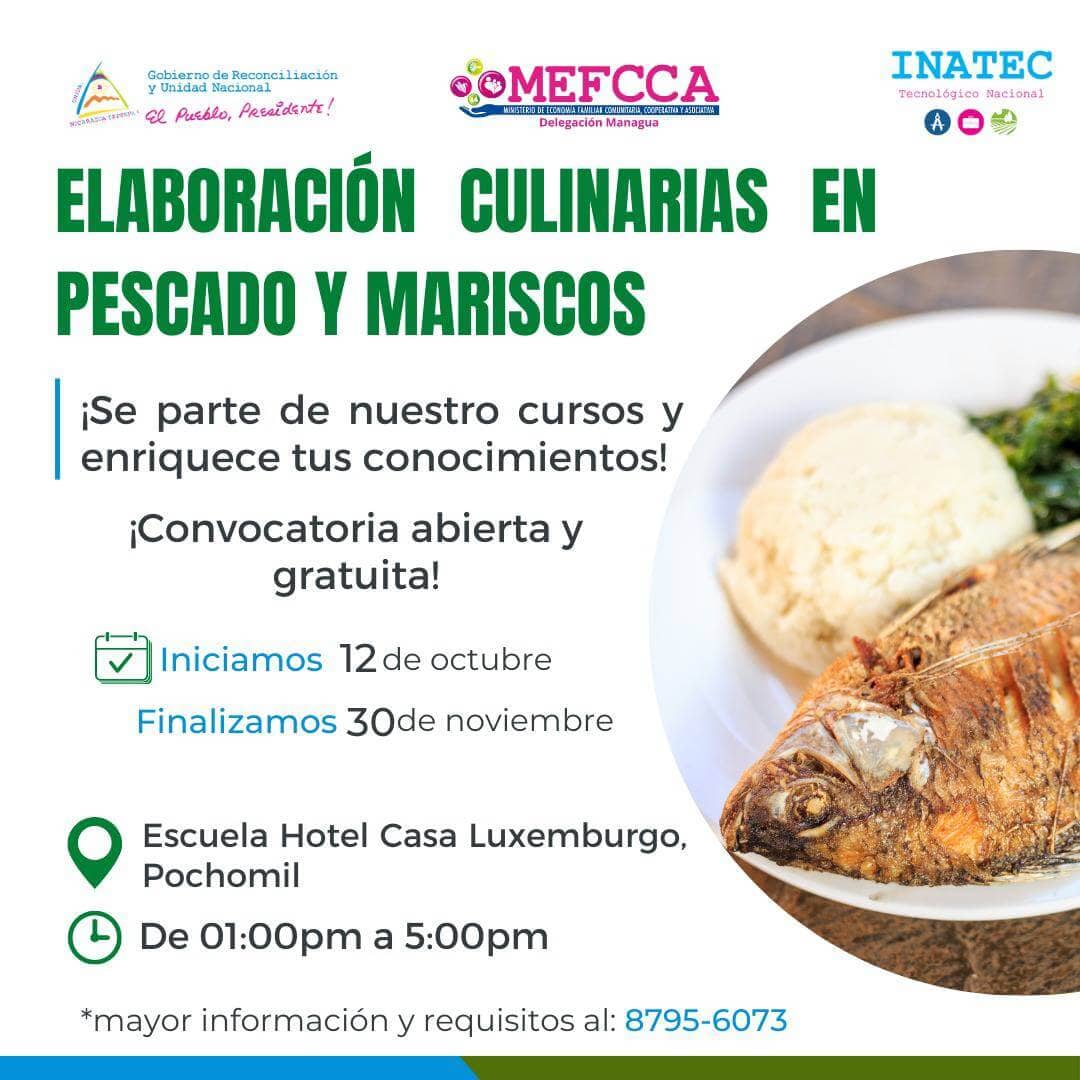 Gobierno de Reconciliación
y Unidad Nacional
El Pueblo, Presidente!
MEFCCA
MINISTERIO DE ECONOMÍA FAMILIAR COMUNITARIA, COOPERATIVA Y ASOCIATIVA
Delegación Managua
INATEC
Tecnológico Nacional
ELABORACIÓN CULINARIAS EN
PESCADO Y MARISCOS
¡Se parte de nuestro cursos y
enriquece tus conocimientos!
¡Convocatoria abierta y
gratuita!
Iniciamos 12 de octubre
Finalizamos 30 de noviembre
Escuela Hotel Casa Luxemburgo,
Pochomil
De 01:00pm a 5:00pm
*mayor información y requisitos al: 8795-6073